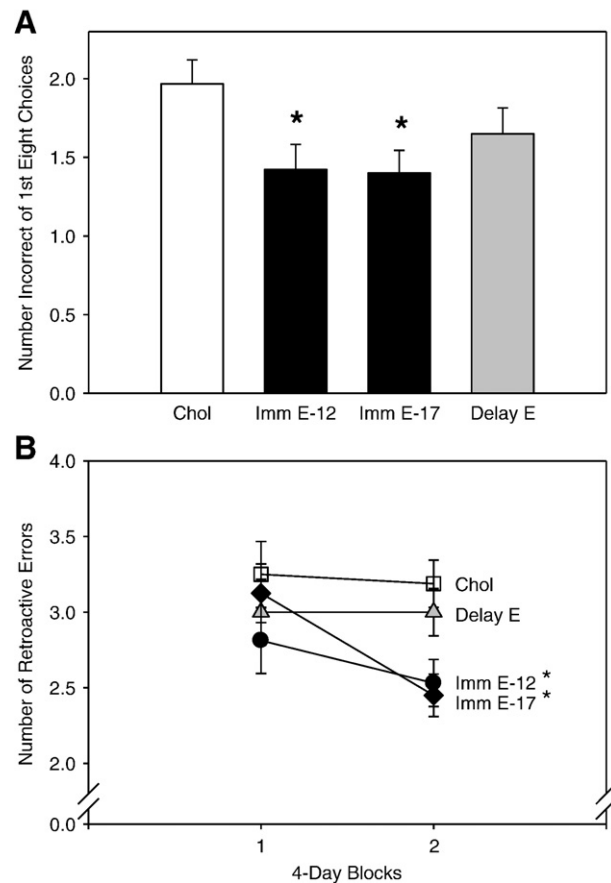 A
Number Incorrect of 1st Eight Choices
2.0
1.5
1.0
0.5
0.0
* *
Chol Imm E-12 Imm E-17 Delay E
B
Number of Retroactive Errors
4.0
3.5
3.0
2.5
2.0
0.0
Chol
Delay E
Imm E-12 *
Imm E-17 *
1 2
4-Day Blocks